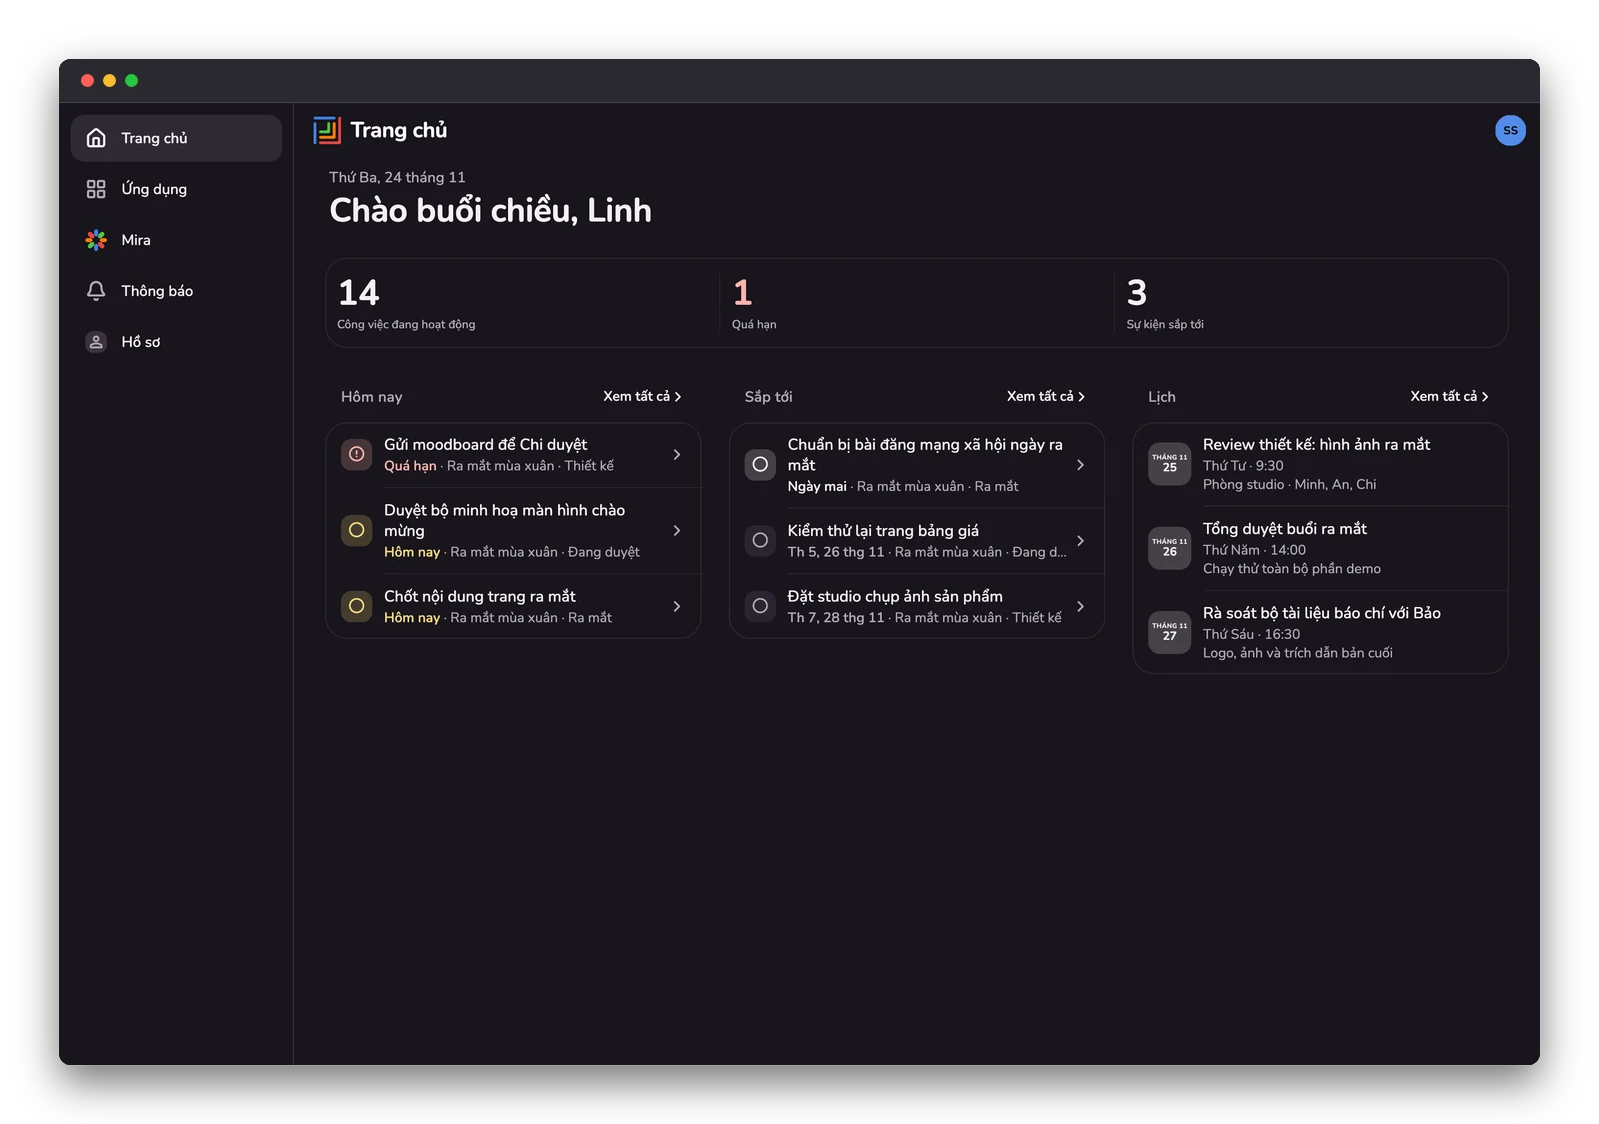 Trang chủ
Ứng dụng
Mira
Thông báo
Hồ sơ
Trang chủ
SS
Thứ Ba, 24 tháng 11
Chào buổi chiều, Linh
14
Công việc đang hoạt động
1
Quá hạn
3
Sự kiện sắp tới
Hôm nay
Xem tất cả
Gửi moodboard để Chi duyệt
Quá hạn · Ra mắt mùa xuân · Thiết kế
Duyệt bộ minh hoạ màn hình chào
mừng
Hôm nay · Ra mắt mùa xuân · Đang duyệt
Chốt nội dung trang ra mắt
Hôm nay · Ra mắt mùa xuân · Ra mắt
Sắp tới
Xem tất cả
Chuẩn bị bài đăng mạng xã hội ngày ra
mắt
Ngày mai · Ra mắt mùa xuân · Ra mắt
Kiểm thử lại trang bảng giá
Th 5, 26 thg 11 · Ra mắt mùa xuân · Đang d...
Đặt studio chụp ảnh sản phẩm
Th 7, 28 thg 11 · Ra mắt mùa xuân · Thiết kế
Lịch
Xem tất cả
THÁNG 11
25
Review thiết kế: hình ảnh ra mắt
Thứ Tư · 9:30
Phòng studio · Minh, An, Chi
THÁNG 11
26
Tổng duyệt buổi ra mắt
Thứ Năm · 14:00
Chạy thử toàn bộ phần demo
THÁNG 11
27
Rà soát bộ tài liệu báo chí với Bảo
Thứ Sáu · 16:30
Logo, ảnh và trích dẫn bản cuối